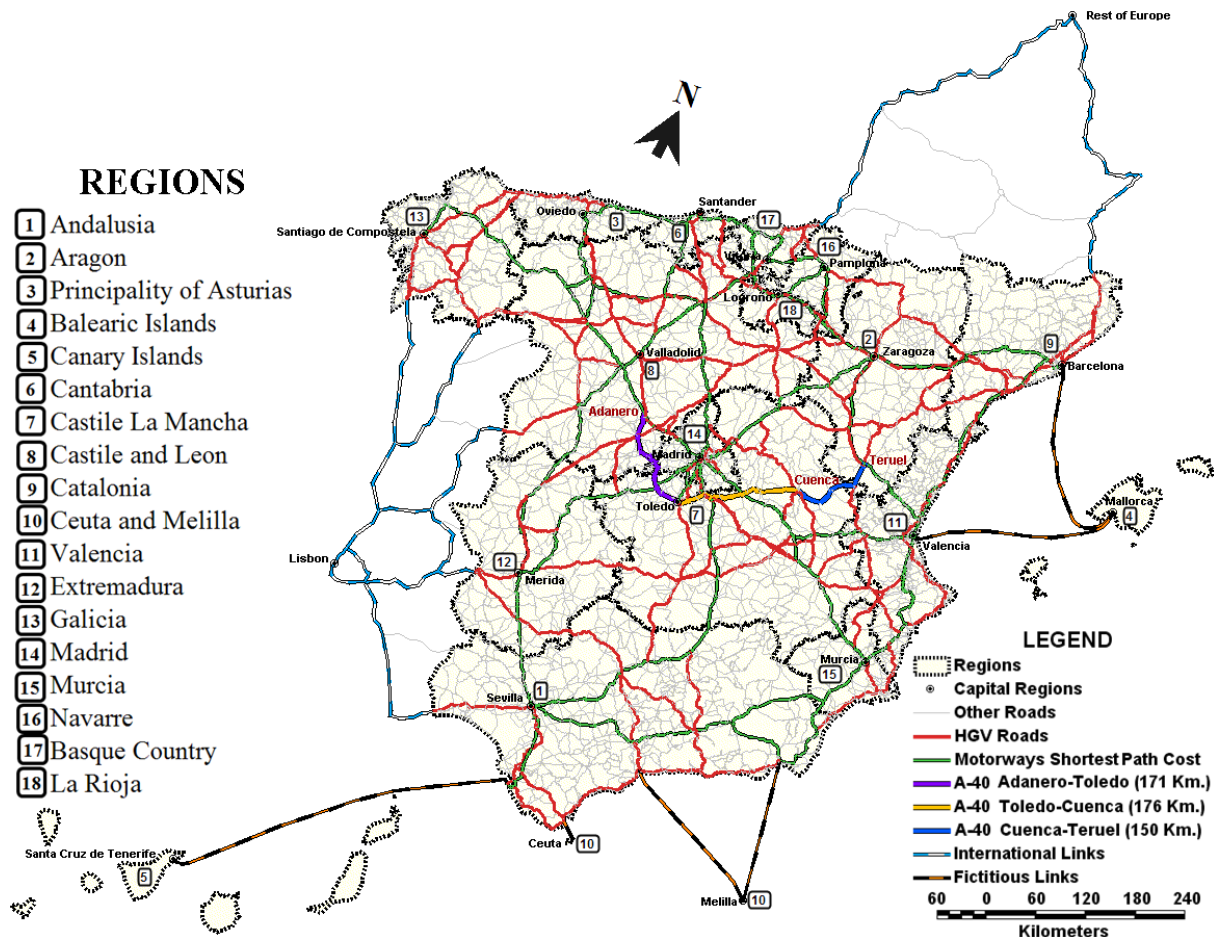 Rest of Europe
N
REGIONS
1 Andalusia
2 Aragon
3 Principality of Asturias
4 Balearic Islands
5 Canary Islands
6 Cantabria
7 Castile La Mancha
8 Castile and Leon
9 Catalonia
10 Ceuta and Melilla
11 Valencia
12 Extremadura
13 Galicia
14 Madrid
15 Murcia
16 Navarre
17 Basque Country
18 La Rioja
Santander
Oviedo
13
3
17
6
Santiago de Compostela
16
Pamplona
Logrono
18
2
9
Valladolid
Zaragoza
8
Barcelona
Adanero
14
Madrid
Teruel
Cuenca
Mallorca
4
Toledo
7
11
Valencia
Lisbon
12
Merida
Murcia
15
Sevilla
1
Ceuta
10
Santa Cruz de Tenerife
5
Melilla
10
LEGEND
Regions
Capital Regions
Other Roads
HGV Roads
Motorways Shortest Path Cost
A-40 Adanero-Toledo (171 Km.)
A-40 Toledo-Cuenca (176 Km.)
A-40 Cuenca-Teruel (150 Km.)
International Links
Fictitious Links
60 0 60 120 180 240
Kilometers